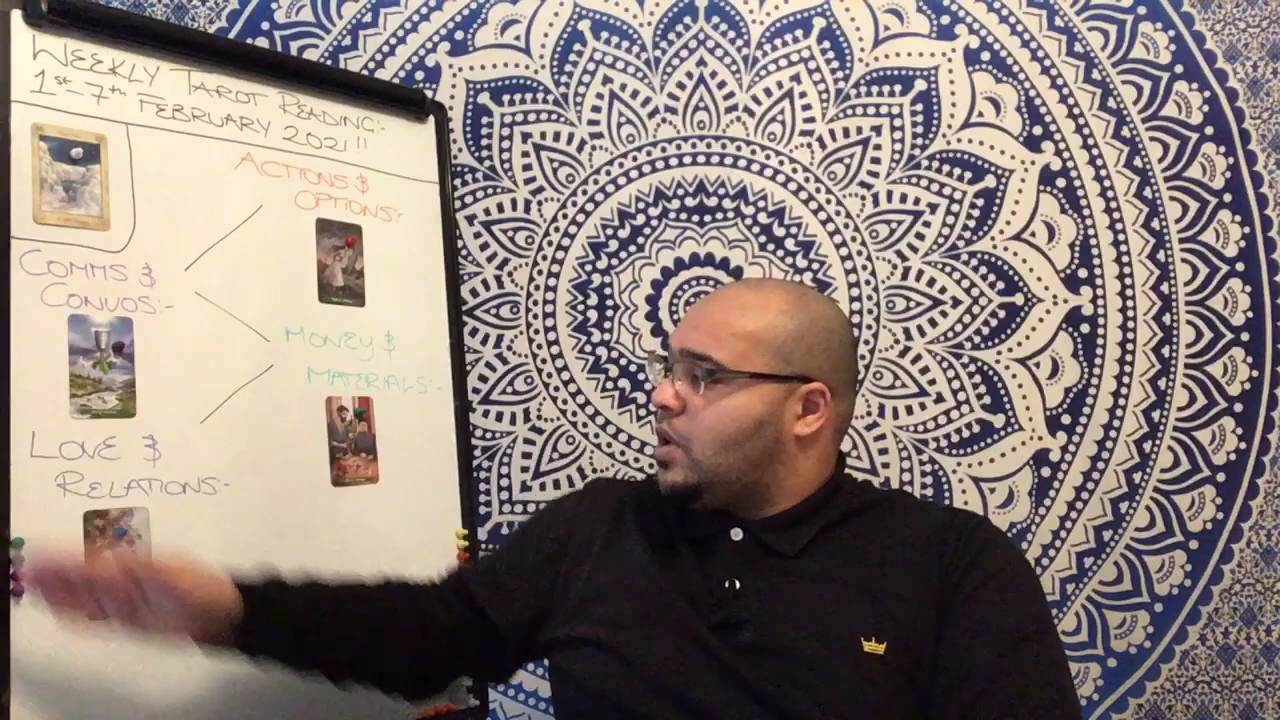 WEEKLY TAROT READING:-
1st-7th FEBRUARY 2021!!
ACTIONS &
OPTIONS:-
COMMS &
CONVOS:-
MONEY &
MATERIALS:-
LOVE &
RELATIONS:-